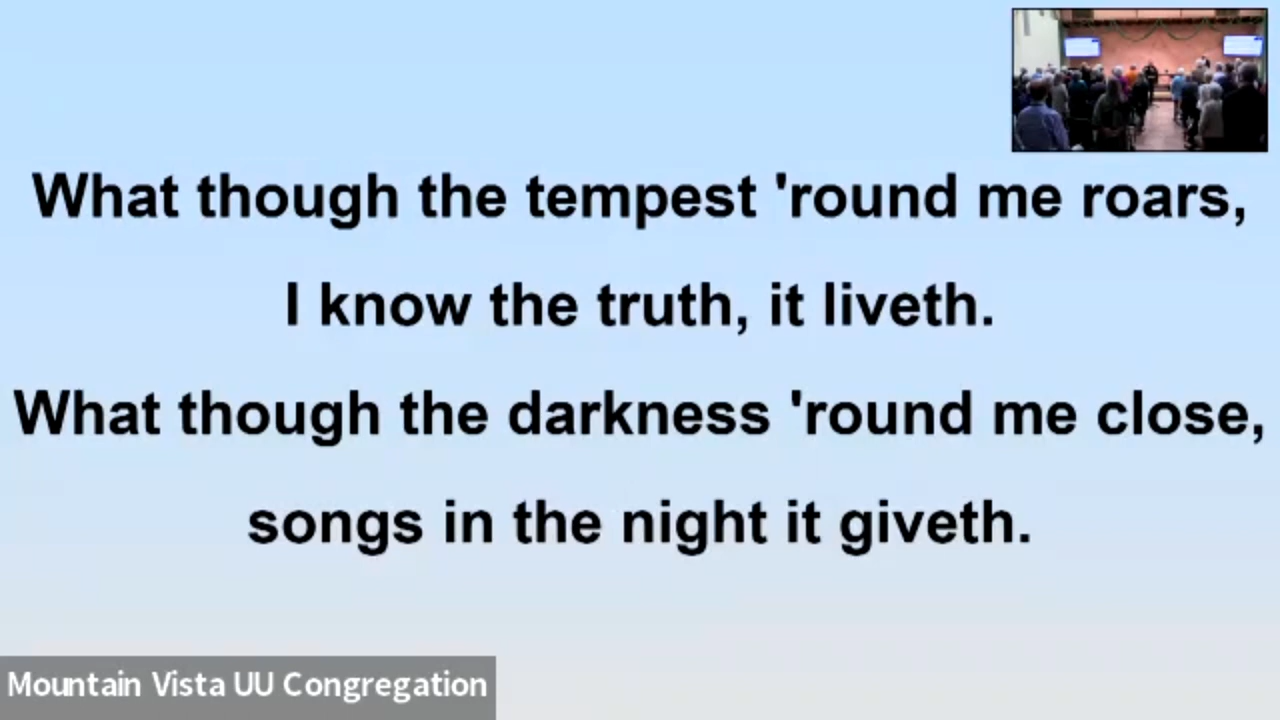 What though the tempest 'round me roars,
I know the truth, it liveth.
What though the darkness 'round me close,
songs in the night it giveth.
Mountain Vista UU Congregation